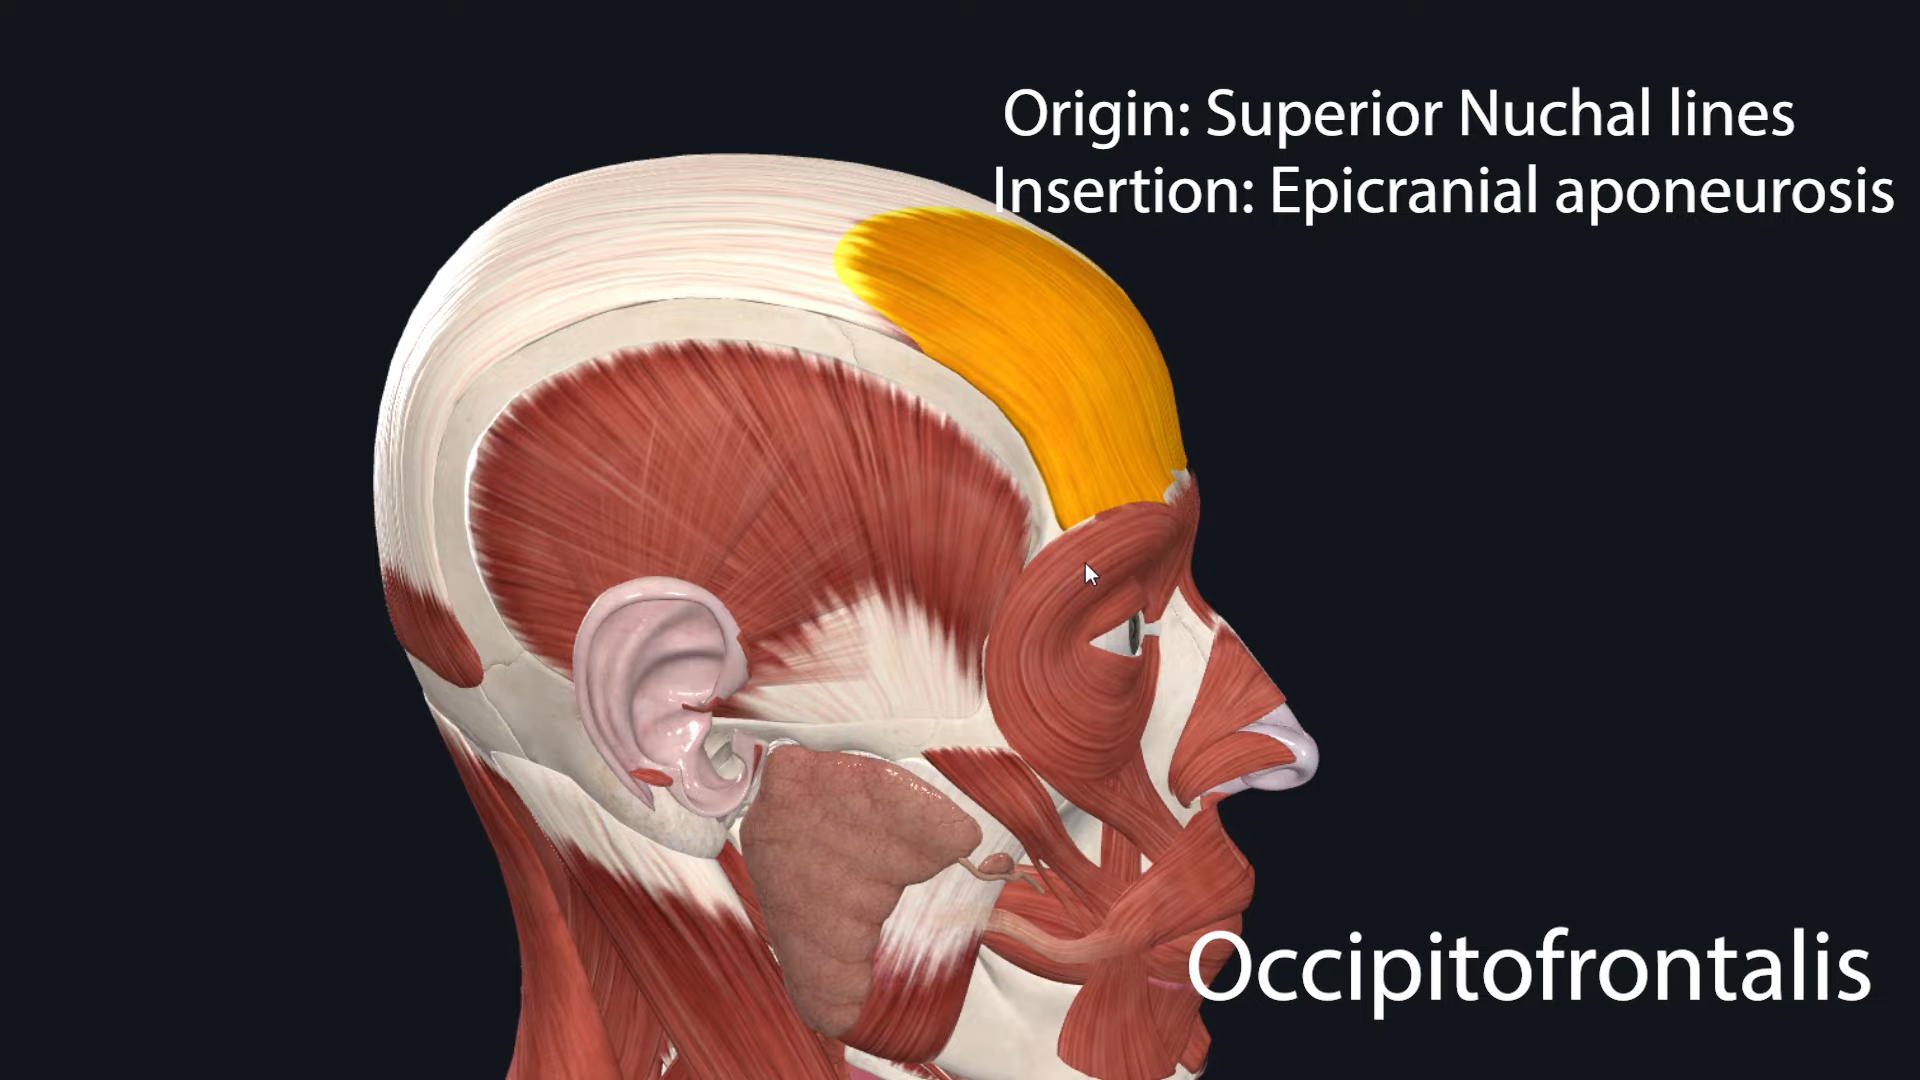 Origin: Superior Nuchal lines
Insertion: Epicranial aponeurosis
Occipitofrontalis